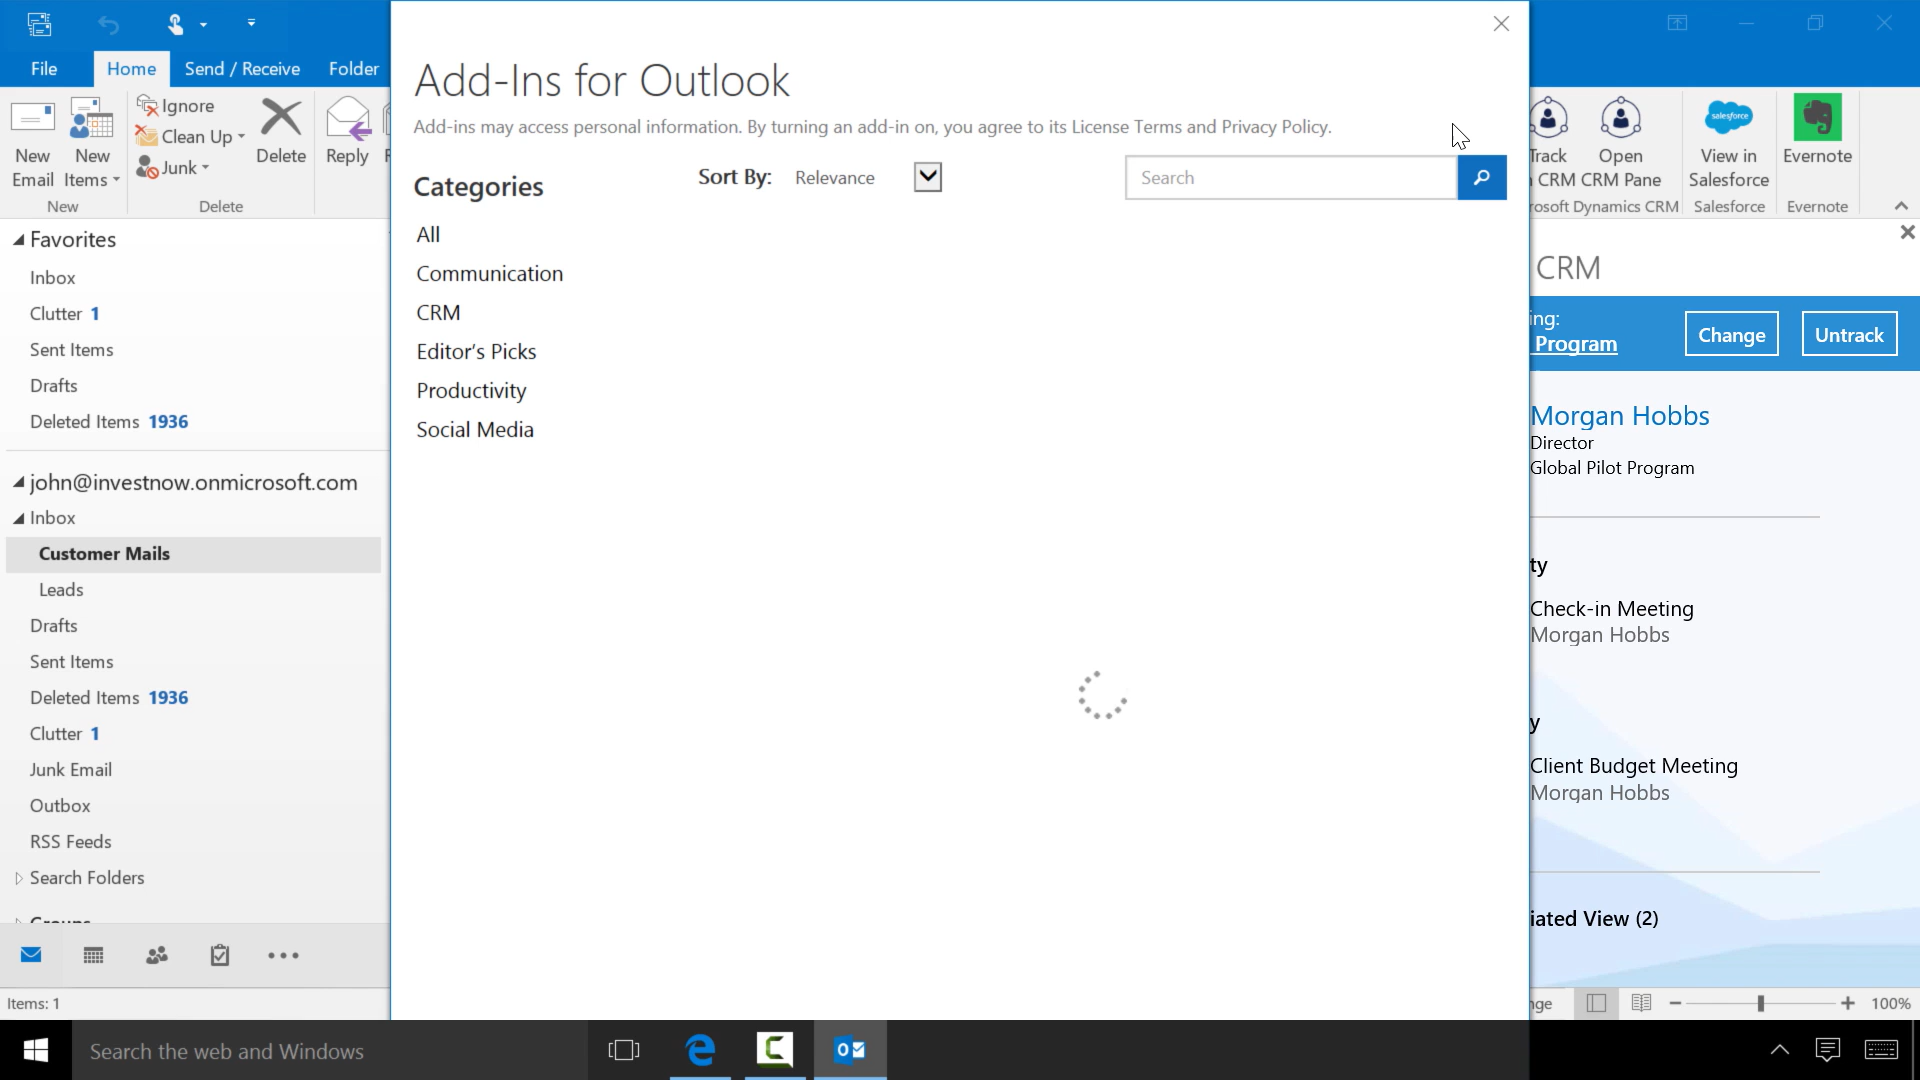 File
Home
Send / Receive
Folder
New
Email
New
Items
New
Ignore
Clean Up
Junk
Delete
Delete
Reply
Favorites
Inbox
Clutter 1
Sent Items
Drafts
Deleted Items 1936
john@investnow.onmicrosoft.com
Inbox
Customer Mails
Leads
Drafts
Sent Items
Deleted Items 1936
Clutter 1
Junk Email
Outbox
RSS Feeds
Search Folders
Items: 1
Add-Ins for Outlook
Add-ins may access personal information. By turning an add-in on, you agree to its License Terms and Privacy Policy.
Categories
Sort By: Relevance
Search
All
Communication
CRM
Editor's Picks
Productivity
Social Media
Track
CRM
Open
CRM Pane
rosoft Dynamics CRM
salesforce
View in
Salesforce
Salesforce
Evernote
Evernote
CRM
ing:
Program
Change
Untrack
Morgan Hobbs
Director
Global Pilot Program
ty
Check-in Meeting
Morgan Hobbs
y
Client Budget Meeting
Morgan Hobbs
iated View (2)
nge
100%
Search the web and Windows